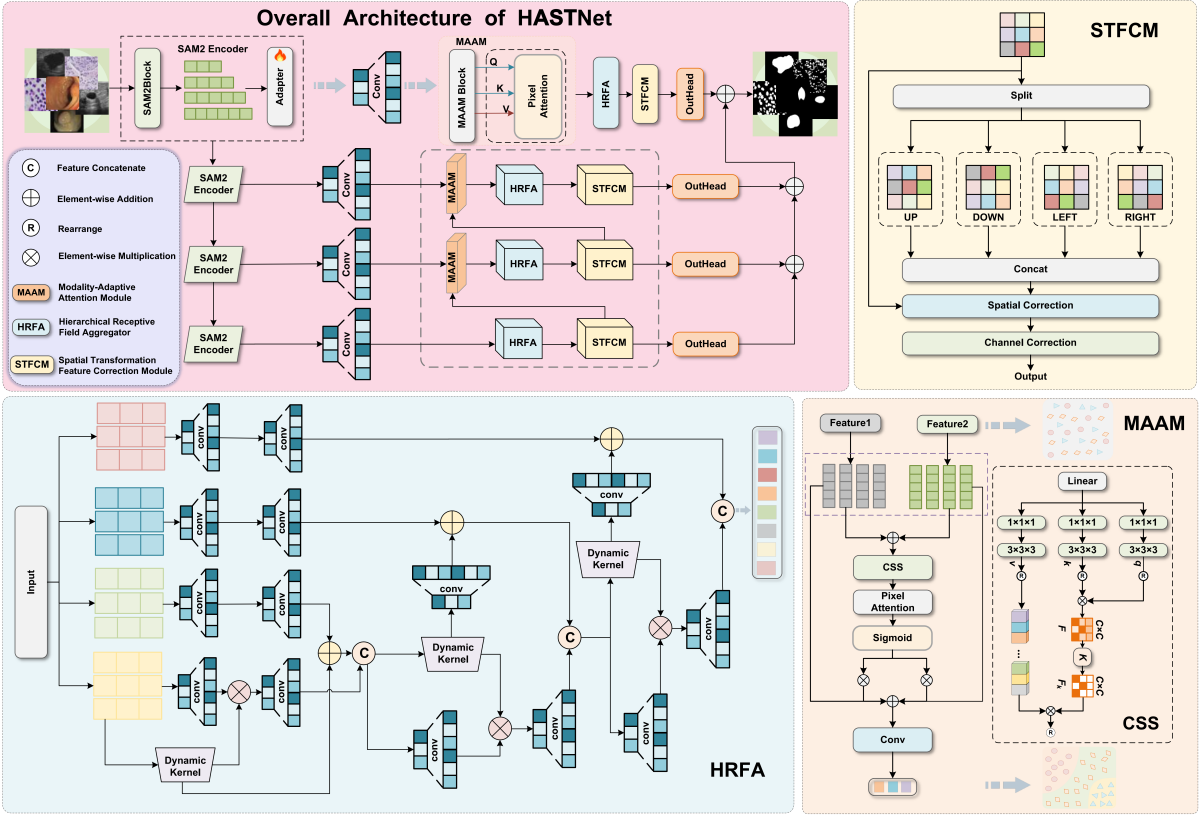 Overall Architecture of HASTNet
SAM2Block
SAM2 Encoder
Adapter
Conv
MAAM
MAAM Block
Q
K
V
Pixel
Attention
HRFA
STFCM
OutHead
C
Feature Concatenate
Element-wise Addition
R
Rearrange
Element-wise Multiplication
MAAM
Modality-Adaptive
Attention Module
HRFA
Hierarchical Receptive
Field Aggregator
STFCM
Spatial Transformation
Feature Correction Module
SAM2
Encoder
Conv
MAAM
HRFA
STFCM
OutHead
SAM2
Encoder
Conv
MAAM
HRFA
STFCM
OutHead
SAM2
Encoder
Conv
HRFA
STFCM
OutHead
STFCM
Split
UP
DOWN
LEFT
RIGHT
Concat
Spatial Correction
Channel Correction
Output
Input
conv
conv
conv
conv
conv
conv
conv
conv
Dynamic
Kernel
C
conv
Dynamic
Kernel
conv
conv
C
conv
Dynamic
Kernel
conv
conv
C
HRFA
MAAM
Feature1
Feature2
CSS
Pixel
Attention
Sigmoid
Conv
Linear
1×1×1
1×1×1
1×1×1
3×3×3
3×3×3
3×3×3
v
k
q
R
R
R
F
C×C
K
Fk
C×C
...
R
CSS